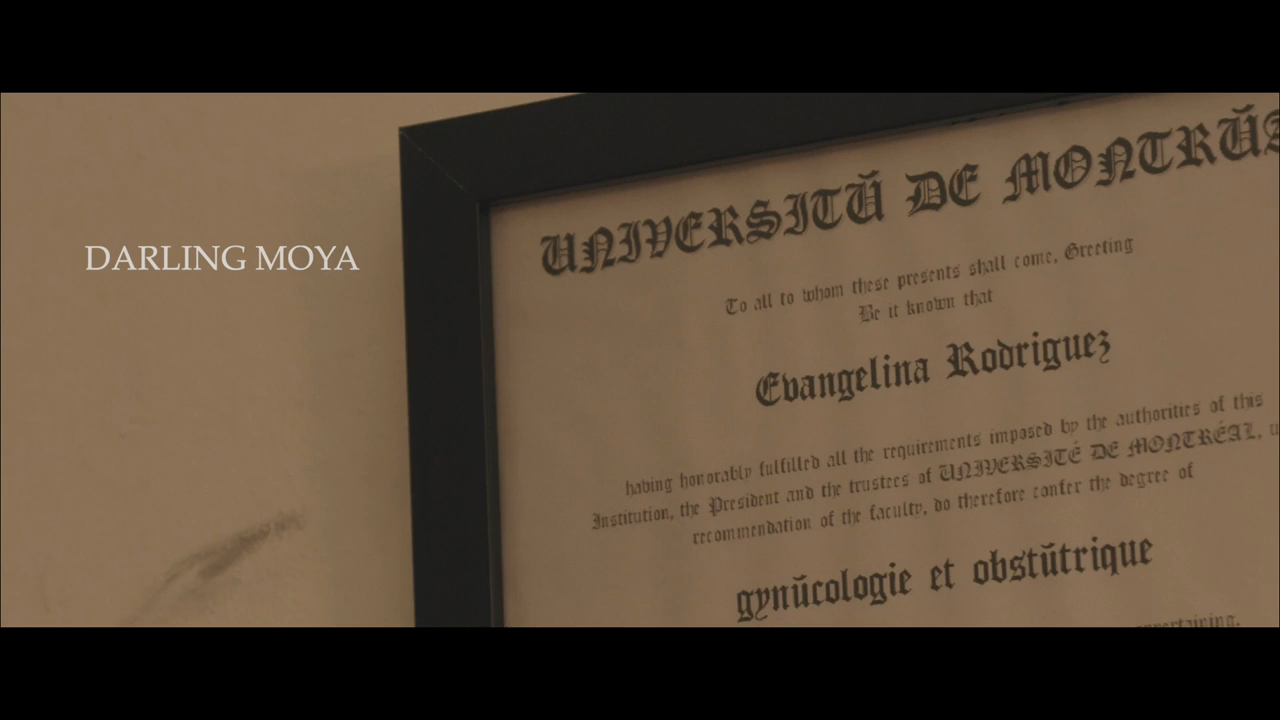 DARLING MOYA
UNIVERSITŬ DE MONTRŬ
To all to whom these presents shall come, Greeting
Be it known that
Evangelina Rodriguez
having honorably fulfilled all the requirements imposed by the authorities of this
Institution, the President and the trustees of UNIVERSITÉ DE MONTRÉAL, u
recommendation of the faculty, do therefore confer the degree of
gynŭcologie et obstŭtrique